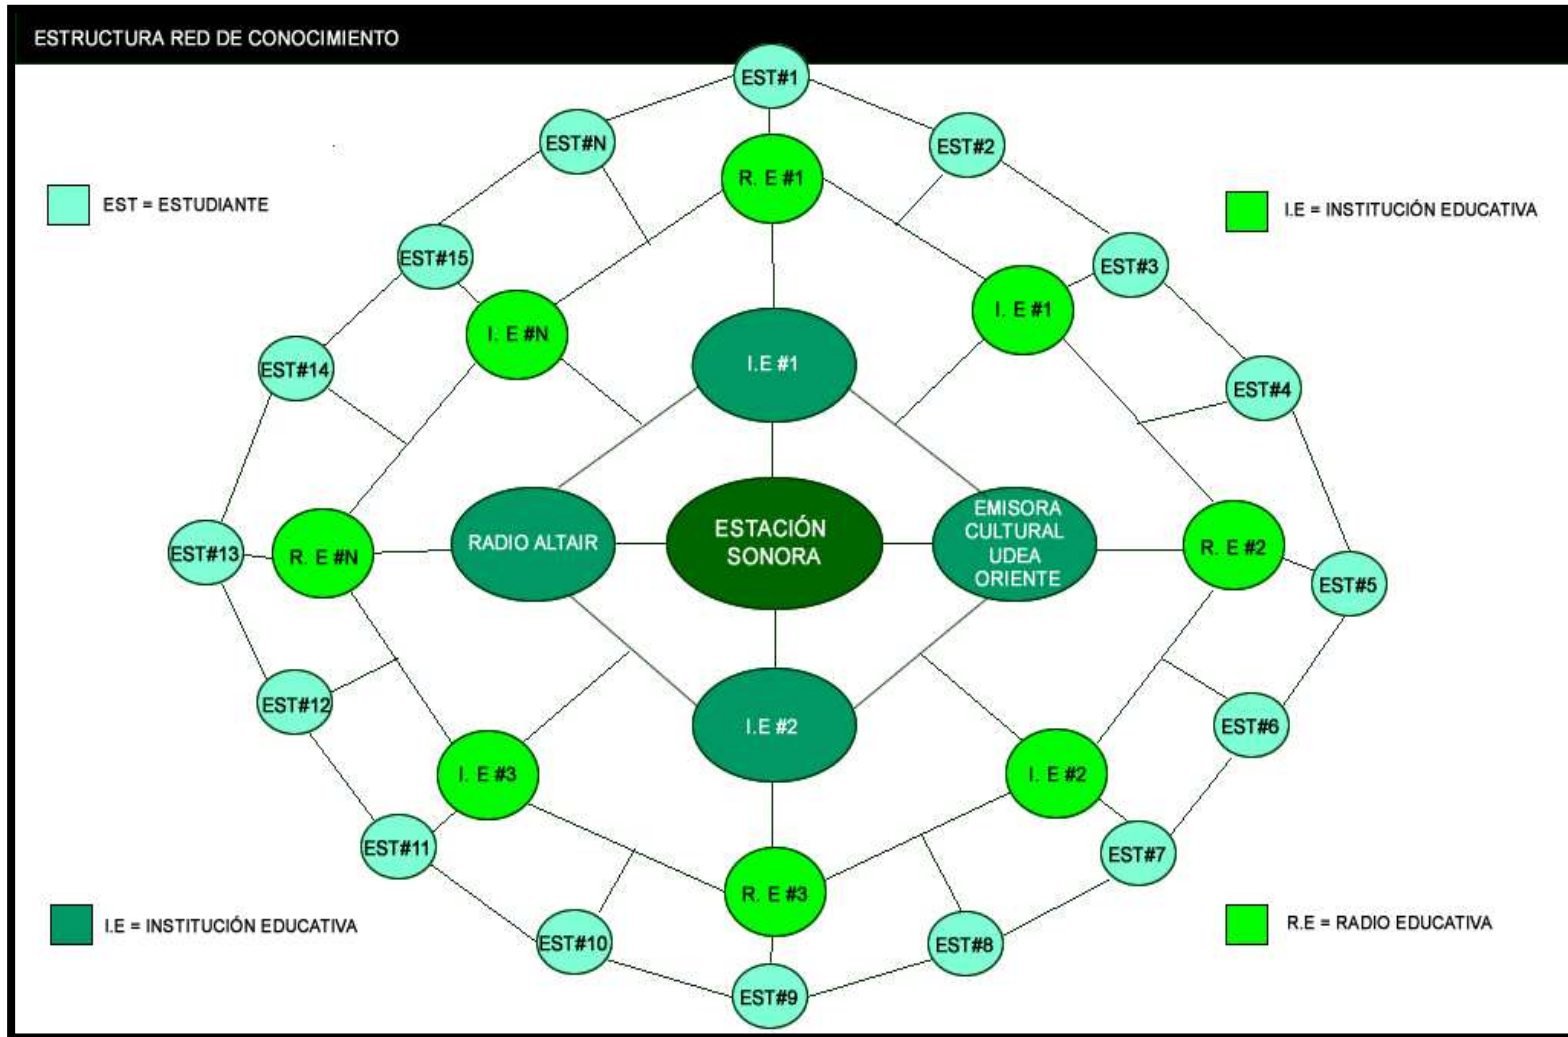 ESTRUCTURA RED DE CONOCIMIENTO
EST#1
EST#N
EST#2
R. E #1
EST = ESTUDIANTE
I.E = INSTITUCIÓN EDUCATIVA
EST#15
EST#3
I. E #N
I. E #1
I.E #1
EST#14
EST#4
EST#13
R. E #N
RADIO ALTAIR
ESTACIÓN
SONORA
EMISORA
CULTURAL
UDEA
ORIENTE
R. E #2
EST#5
EST#12
I.E #2
EST#6
I. E #3
I. E #2
EST#11
EST#7
R. E #3
I.E = INSTITUCIÓN EDUCATIVA
R.E = RADIO EDUCATIVA
EST#10
EST#8
EST#9